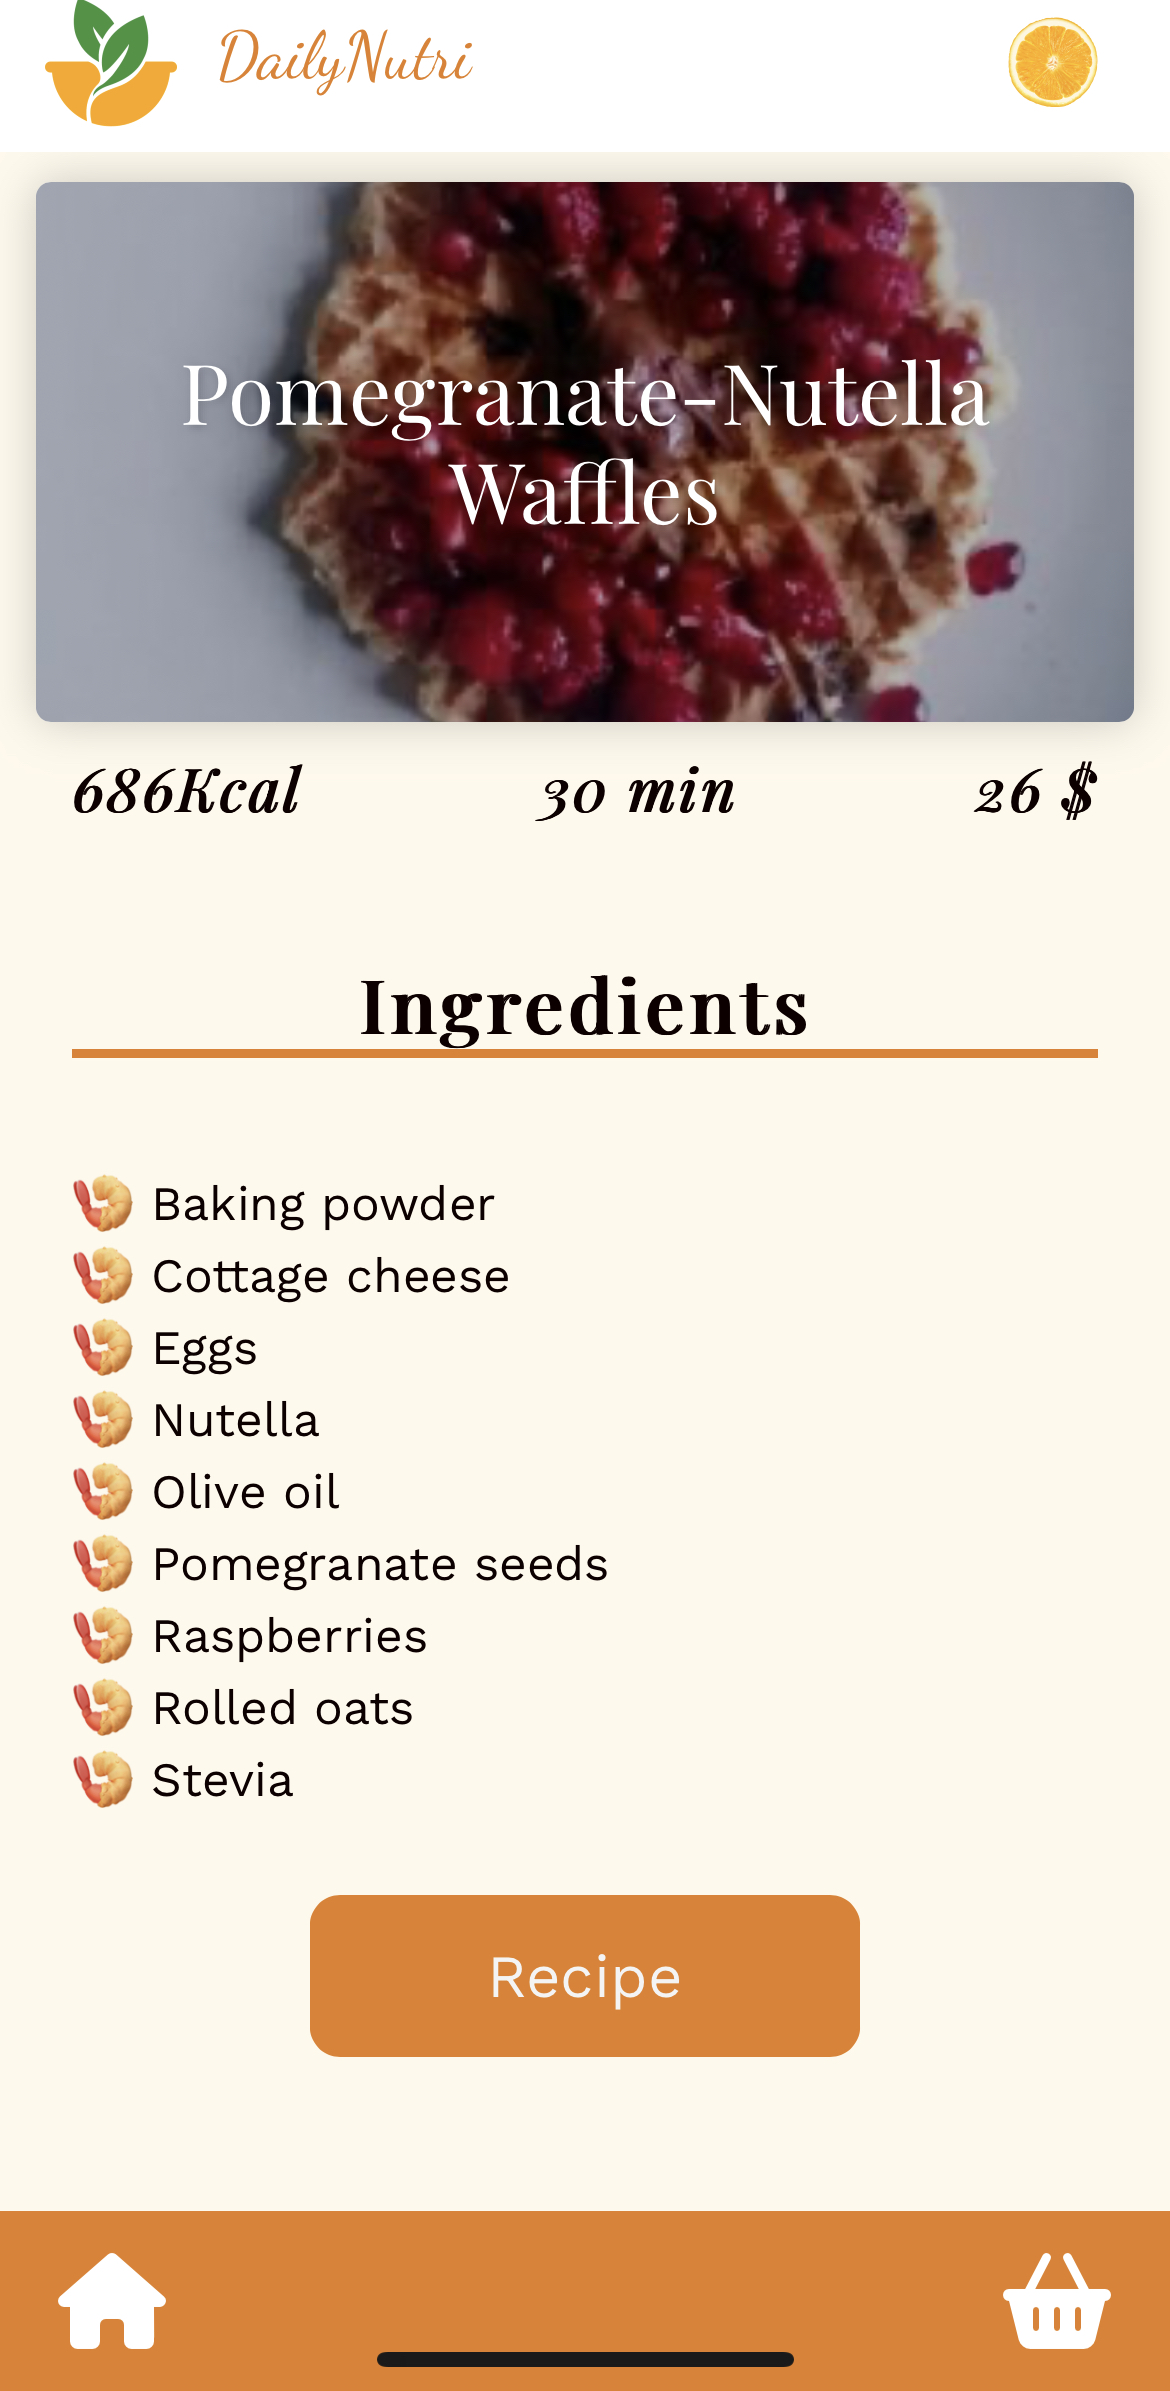 DailyNutri
Pomegranate-Nutella
Waffles
686Kcal 30 min 26 $
Ingredients
🍤 Baking powder
🍤 Cottage cheese
🍤 Eggs
🍤 Nutella
🍤 Olive oil
🍤 Pomegranate seeds
🍤 Raspberries
🍤 Rolled oats
🍤 Stevia
Recipe